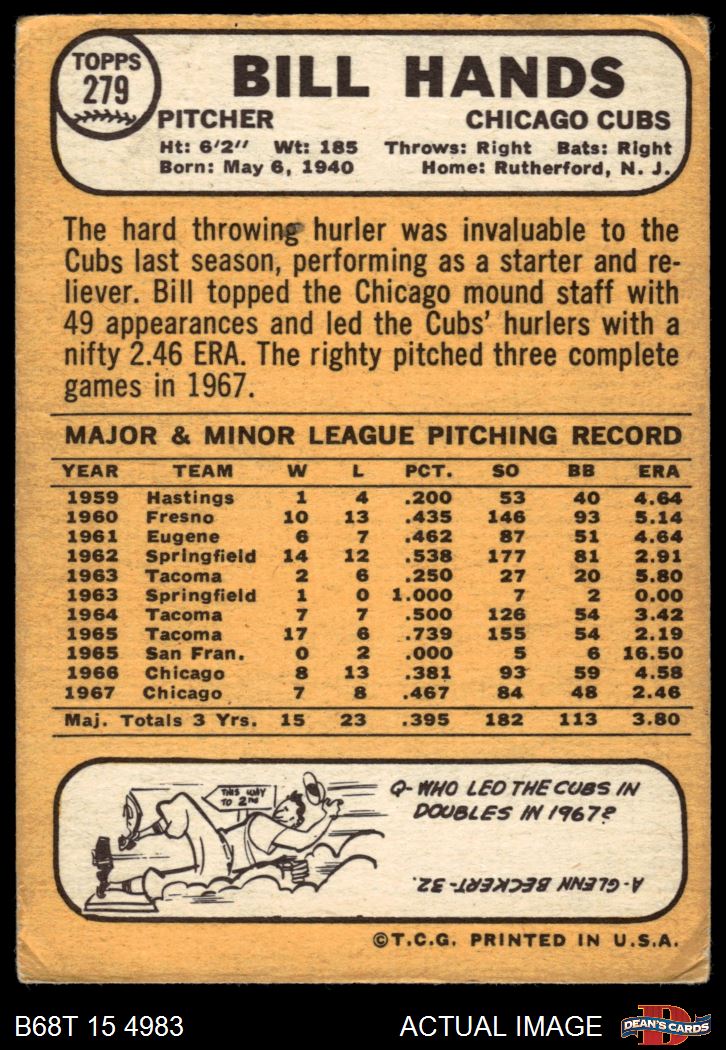 TOPPS
279
BILL HANDS
PITCHER CHICAGO CUBS
Ht: 6'2" Wt: 185 Throws: Right Bats: Right
Born: May 6, 1940 Home: Rutherford, N. J.
The hard throwing hurler was invaluable to the
Cubs last season, performing as a starter and re-
liever. Bill topped the Chicago mound staff with
49 appearances and led the Cubs' hurlers with a
nifty 2.46 ERA. The righty pitched three complete
games in 1967.
MAJOR & MINOR LEAGUE PITCHING RECORD
YEAR TEAM W L PCT. SO BB ERA
1959 Hastings 1 4 .200 53 40 4.64
1960 Fresno 10 13 .435 146 93 5.14
1961 Eugene 6 7 .462 87 51 4.64
1962 Springfield 14 12 .538 177 81 2.91
1963 Tacoma 2 6 .250 27 20 5.80
1963 Springfield 1 0 1.000 7 2 0.00
1964 Tacoma 7 7 .500 126 54 3.42
1965 Tacoma 17 6 .739 155 54 2.19
1965 San Fran. 0 2 .000 5 6 16.50
1966 Chicago 8 13 .381 93 59 4.58
1967 Chicago 7 8 .467 84 48 2.46
Maj. Totals 3 Yrs. 15 23 .395 182 113 3.80
THIS WAY
TO 2ND
Q-WHO LED THE CUBS IN
DOUBLES IN 1967?
A-GLENN BECKERT-32.
©T.C.G. PRINTED IN U.S.A.
B68T 15 4983 ACTUAL IMAGE
D
DEAN'S CARDS